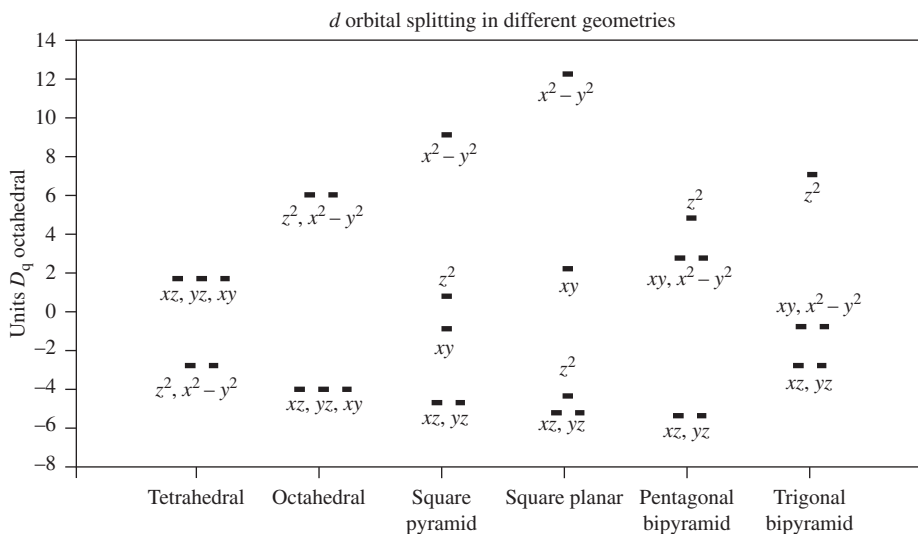 d orbital splitting in different geometries
Units Dq octahedral
14
12
10
8
6
4
2
0
−2
−4
−6
−8
xz, yz, xy
z², x² – y²
z², x² – y²
xz, yz, xy
x² – y²
z²
xy
xz, yz
x² – y²
xy
z²
xz, yz
z²
xy, x² – y²
xz, yz
z²
xy, x² – y²
xz, yz
Tetrahedral
Octahedral
Square
pyramid
Square planar
Pentagonal
bipyramid
Trigonal
bipyramid